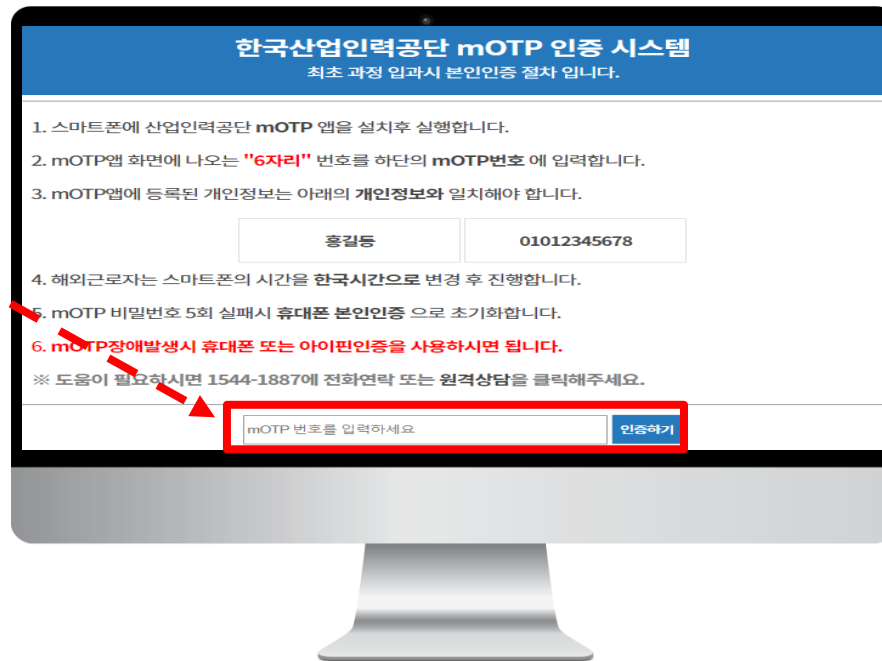 한국산업인력공단 mOTP 인증 시스템
최초 과정 입과시 본인인증 절차 입니다.
1. 스마트폰에 산업인력공단 mOTP 앱을 설치후 실행합니다.
2. mOTP앱 화면에 나오는 "6자리" 번호를 하단의 mOTP번호 에 입력합니다.
3. mOTP앱에 등록된 개인정보는 아래의 개인정보와 일치해야 합니다.
홍길동 01012345678
4. 해외근로자는 스마트폰의 시간을 한국시간으로 변경 후 진행합니다.
5. mOTP 비밀번호 5회 실패시 휴대폰 본인인증 으로 초기화합니다.
6. mOTP장애발생시 휴대폰 또는 아이핀인증을 사용하시면 됩니다.
※ 도움이 필요하시면 1544-1887에 전화연락 또는 원격상담을 클릭해주세요.
mOTP 번호를 입력하세요 인증하기